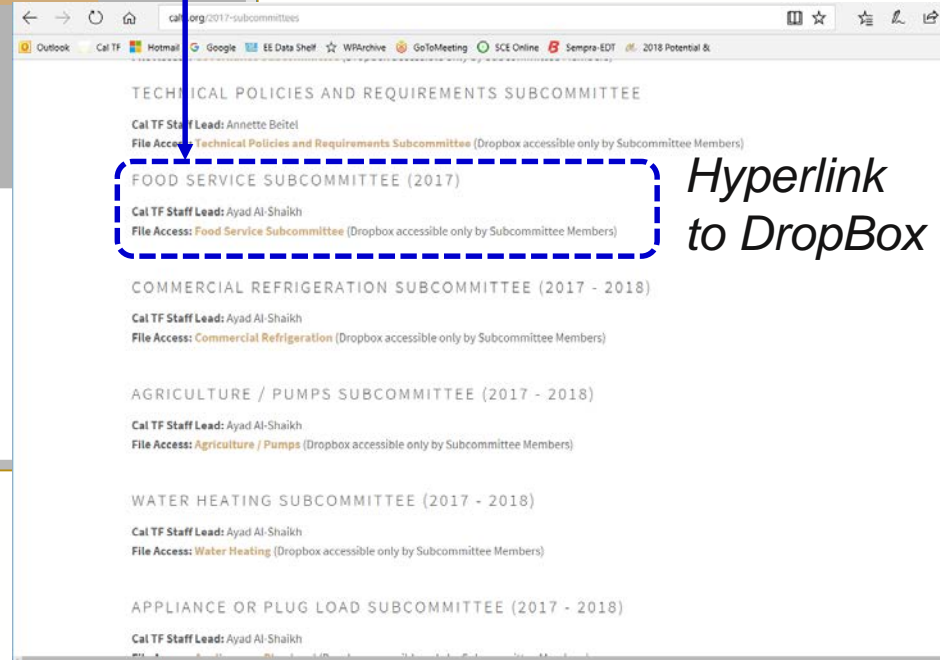 caltf.org/2017-subcommittees
Outlook Cal TF Hotmail Google EE Data Shelf WPArchive GoToMeeting SCE Online Sempra-EDT 2018 Potential &
TECHNICAL POLICIES AND REQUIREMENTS SUBCOMMITTEE
Cal TF Staff Lead: Annette Beitel
File Access: Technical Policies and Requirements Subcommittee (Dropbox accessible only by Subcommittee Members)
FOOD SERVICE SUBCOMMITTEE (2017)
Cal TF Staff Lead: Ayad Al-Shaikh
File Access: Food Service Subcommittee (Dropbox accessible only by Subcommittee Members)
Hyperlink
to DropBox
COMMERCIAL REFRIGERATION SUBCOMMITTEE (2017 - 2018)
Cal TF Staff Lead: Ayad Al-Shaikh
File Access: Commercial Refrigeration (Dropbox accessible only by Subcommittee Members)
AGRICULTURE / PUMPS SUBCOMMITTEE (2017 - 2018)
Cal TF Staff Lead: Ayad Al-Shaikh
File Access: Agriculture / Pumps (Dropbox accessible only by Subcommittee Members)
WATER HEATING SUBCOMMITTEE (2017 - 2018)
Cal TF Staff Lead: Ayad Al-Shaikh
File Access: Water Heating (Dropbox accessible only by Subcommittee Members)
APPLIANCE OR PLUG LOAD SUBCOMMITTEE (2017 - 2018)
Cal TF Staff Lead: Ayad Al-Shaikh